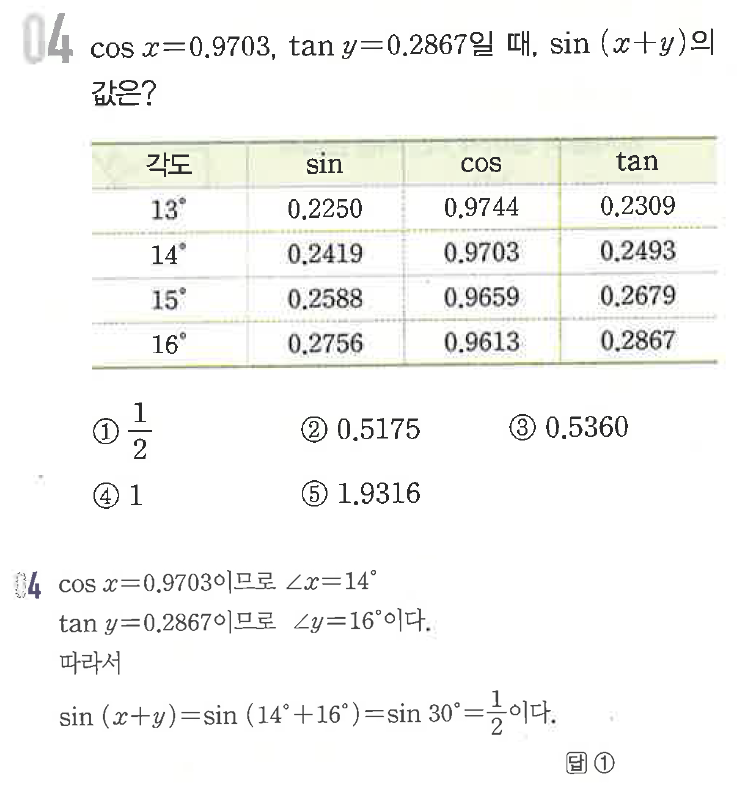 04 cos x=0.9703, tan y=0.2867일 때, sin (x+y)의
값은?
각도 sin cos tan
13° 0.2250 0.9744 0.2309
14° 0.2419 0.9703 0.2493
15° 0.2588 0.9659 0.2679
16° 0.2756 0.9613 0.2867
① 1/2 ② 0.5175 ③ 0.5360
④ 1 ⑤ 1.9316
04 cos x=0.9703이므로 ∠x=14°
tan y=0.2867이므로 ∠y=16°이다.
따라서
sin (x+y)=sin (14°+16°)=sin 30°=1/2이다.
답 ①